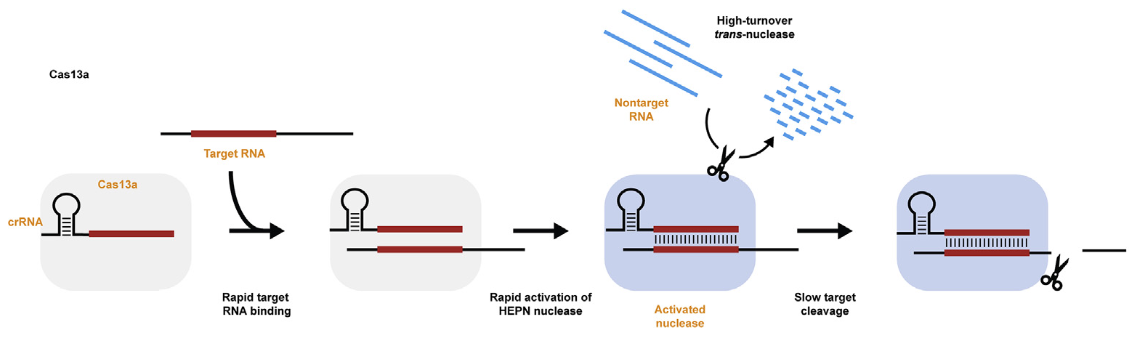 High-turnover
trans-nuclease
Cas13a
Nontarget
RNA
Target RNA
Cas13a
crRNA
Rapid target
RNA binding
Rapid activation of
HEPN nuclease
Activated
nuclease
Slow target
cleavage